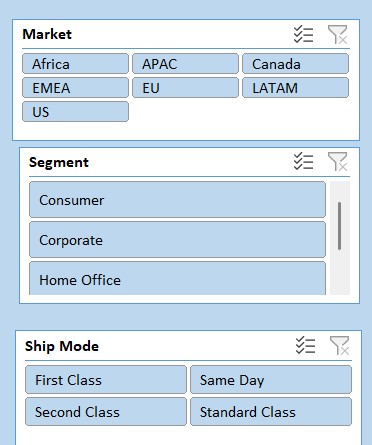 Market
Africa APAC Canada
EMEA EU LATAM
US
Segment
Consumer
Corporate
Home Office
Ship Mode
First Class Same Day
Second Class Standard Class